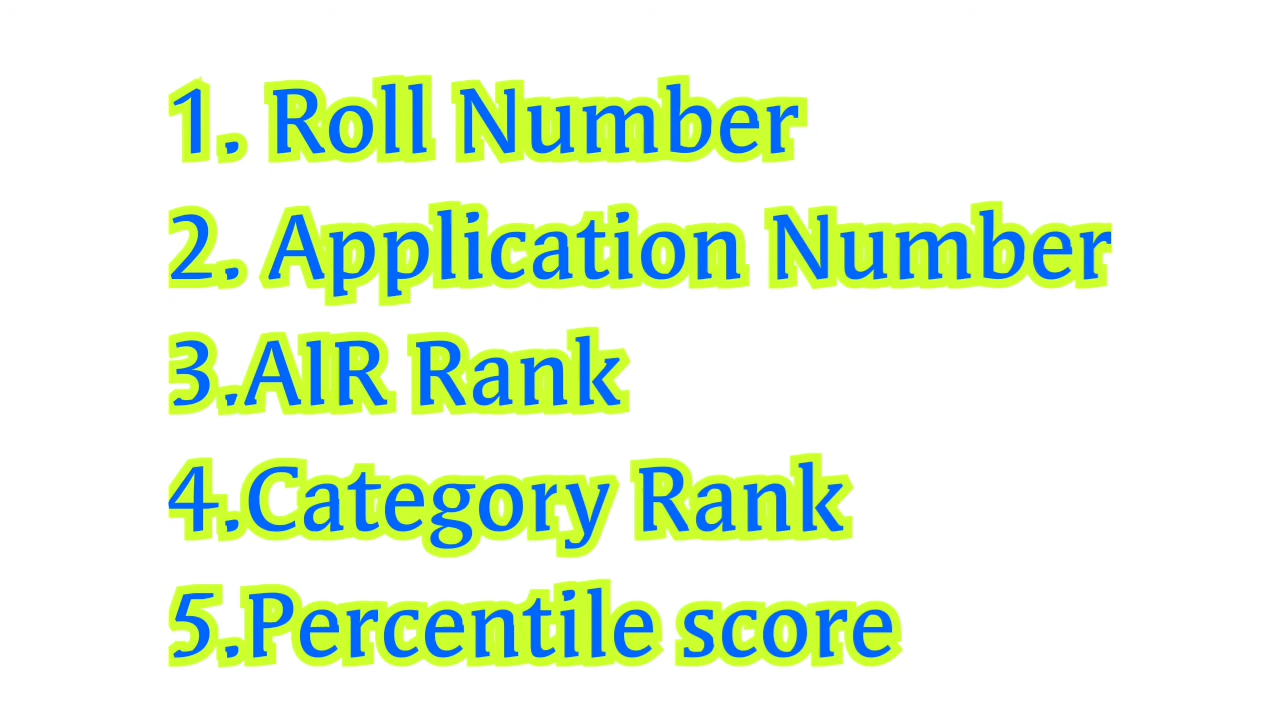 1. Roll Number
2. Application Number
3.AIR Rank
4.Category Rank
5.Percentile score